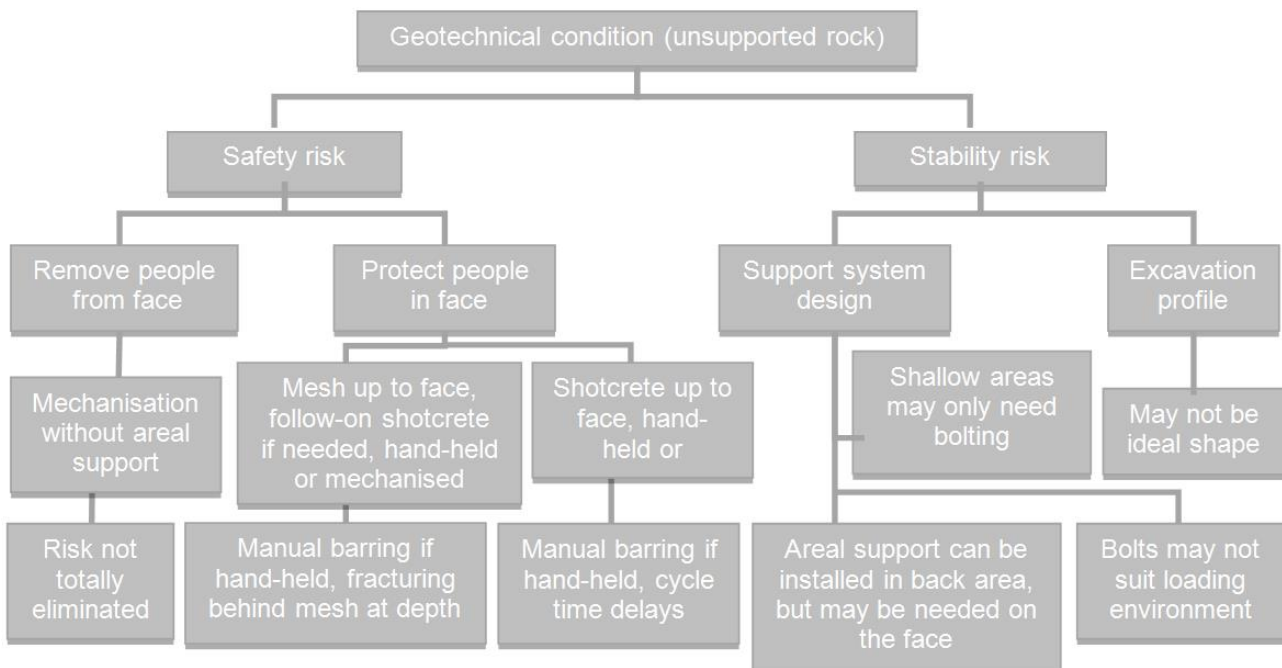 Geotechnical condition (unsupported rock)
Safety risk
Stability risk
Remove people
from face
Protect people
in face
Support system
design
Excavation
profile
Mechanisation
without areal
support
Mesh up to face,
follow-on shotcrete
if needed, hand-held
or mechanised
Shotcrete up to
face, hand-
held or
Shallow areas
may only need
bolting
May not be
ideal shape
Risk not
totally
eliminated
Manual barring if
hand-held, fracturing
behind mesh at depth
Manual barring if
hand-held, cycle
time delays
Areal support can be
installed in back area,
but may be needed on
the face
Bolts may not
suit loading
environment